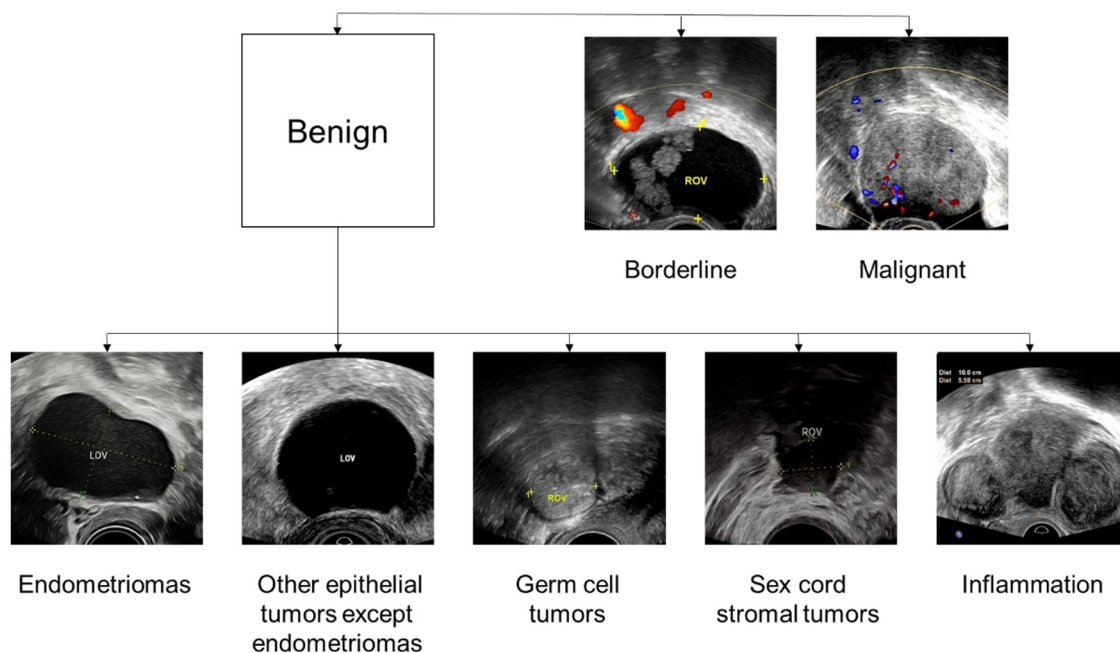 Benign
ROV
Borderline
Malignant
LOV
LOV
ROV
ROV
Dist 10.0 cm
Dist 5.58 cm
Endometriomas
Other epithelial
tumors except
endometriomas
Germ cell
tumors
Sex cord
stromal tumors
Inflammation